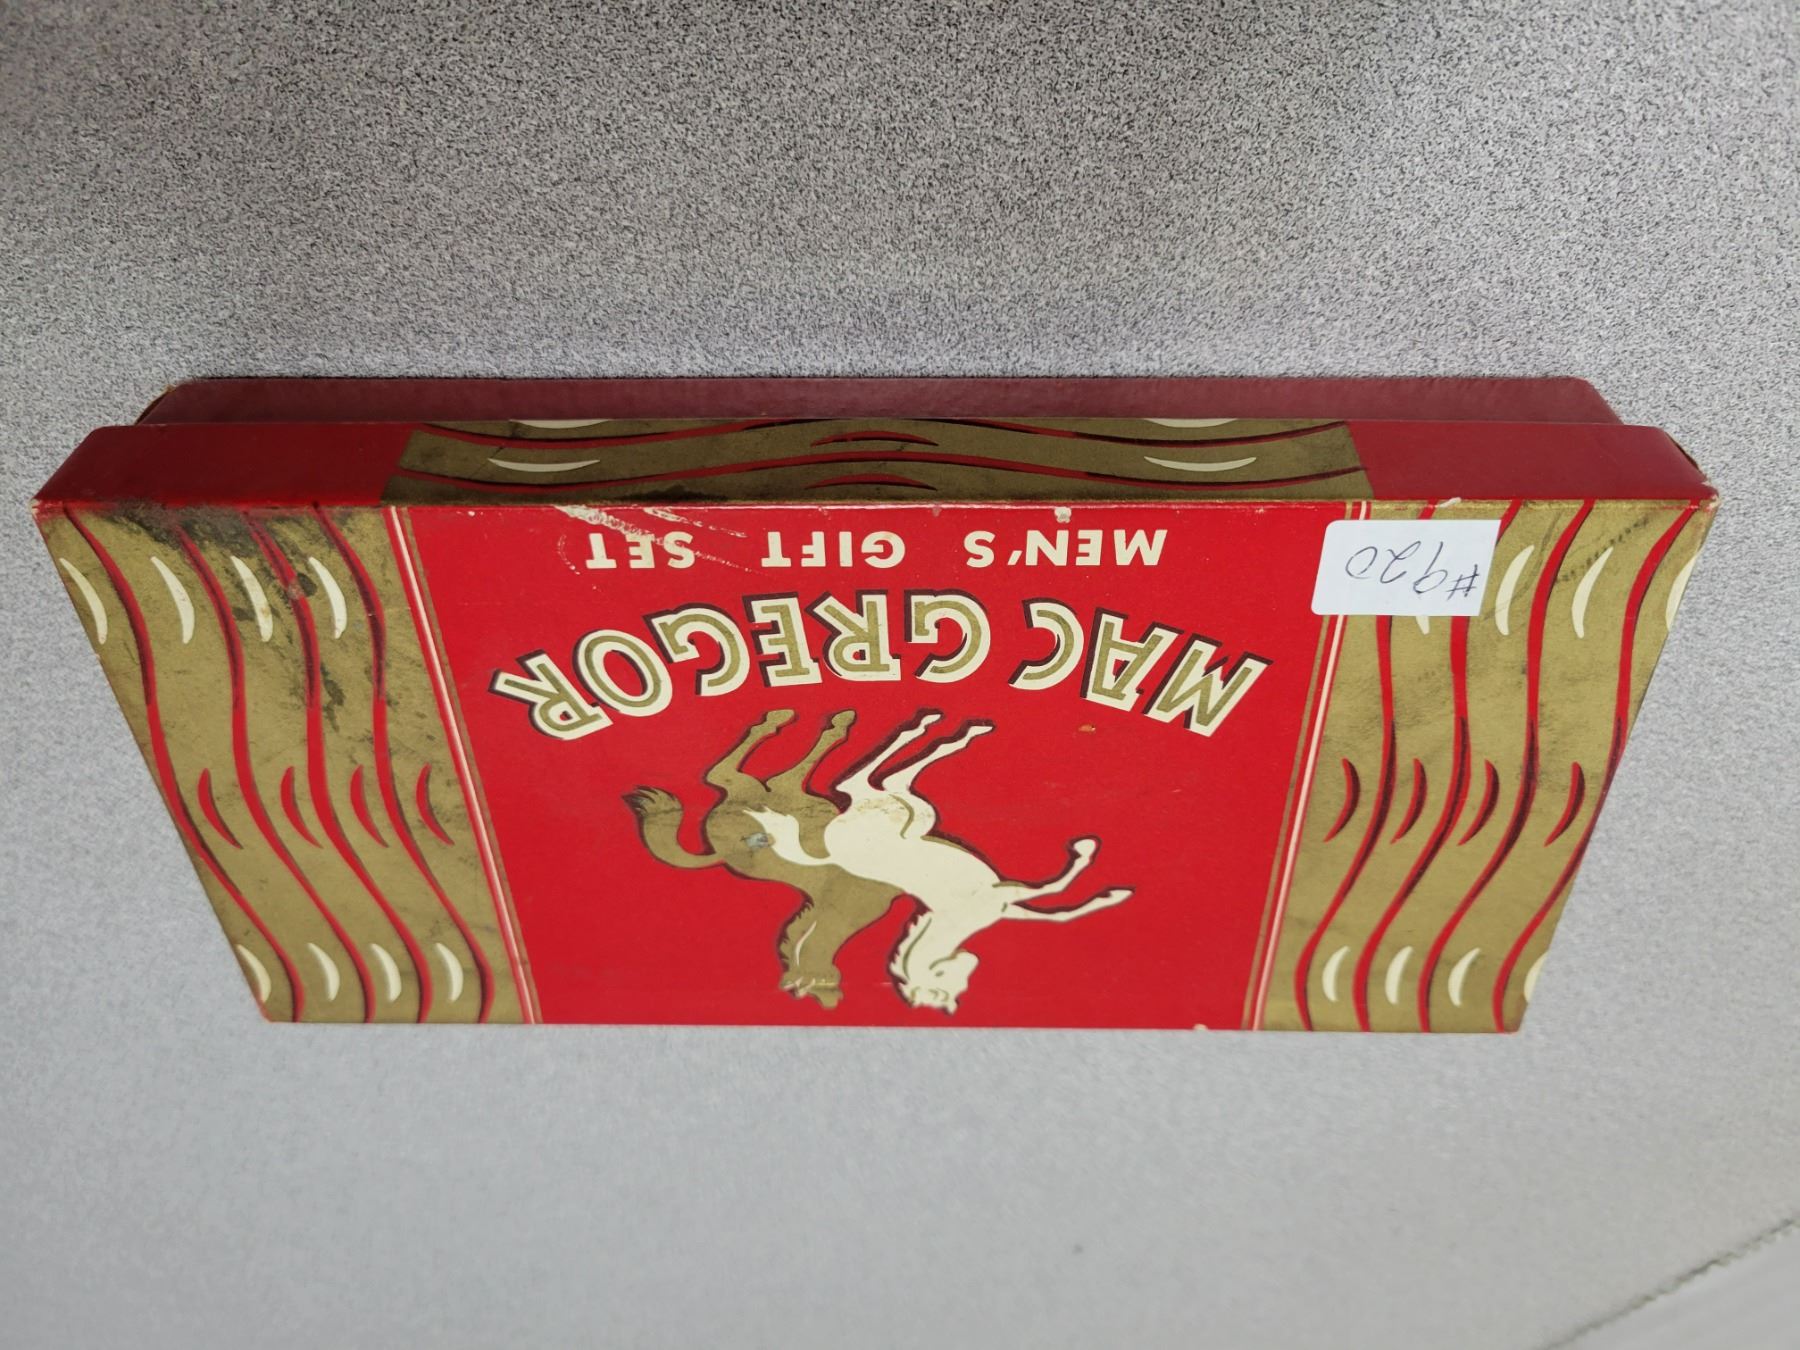 MAC GREGOR
MEN'S GIFT SET
#920